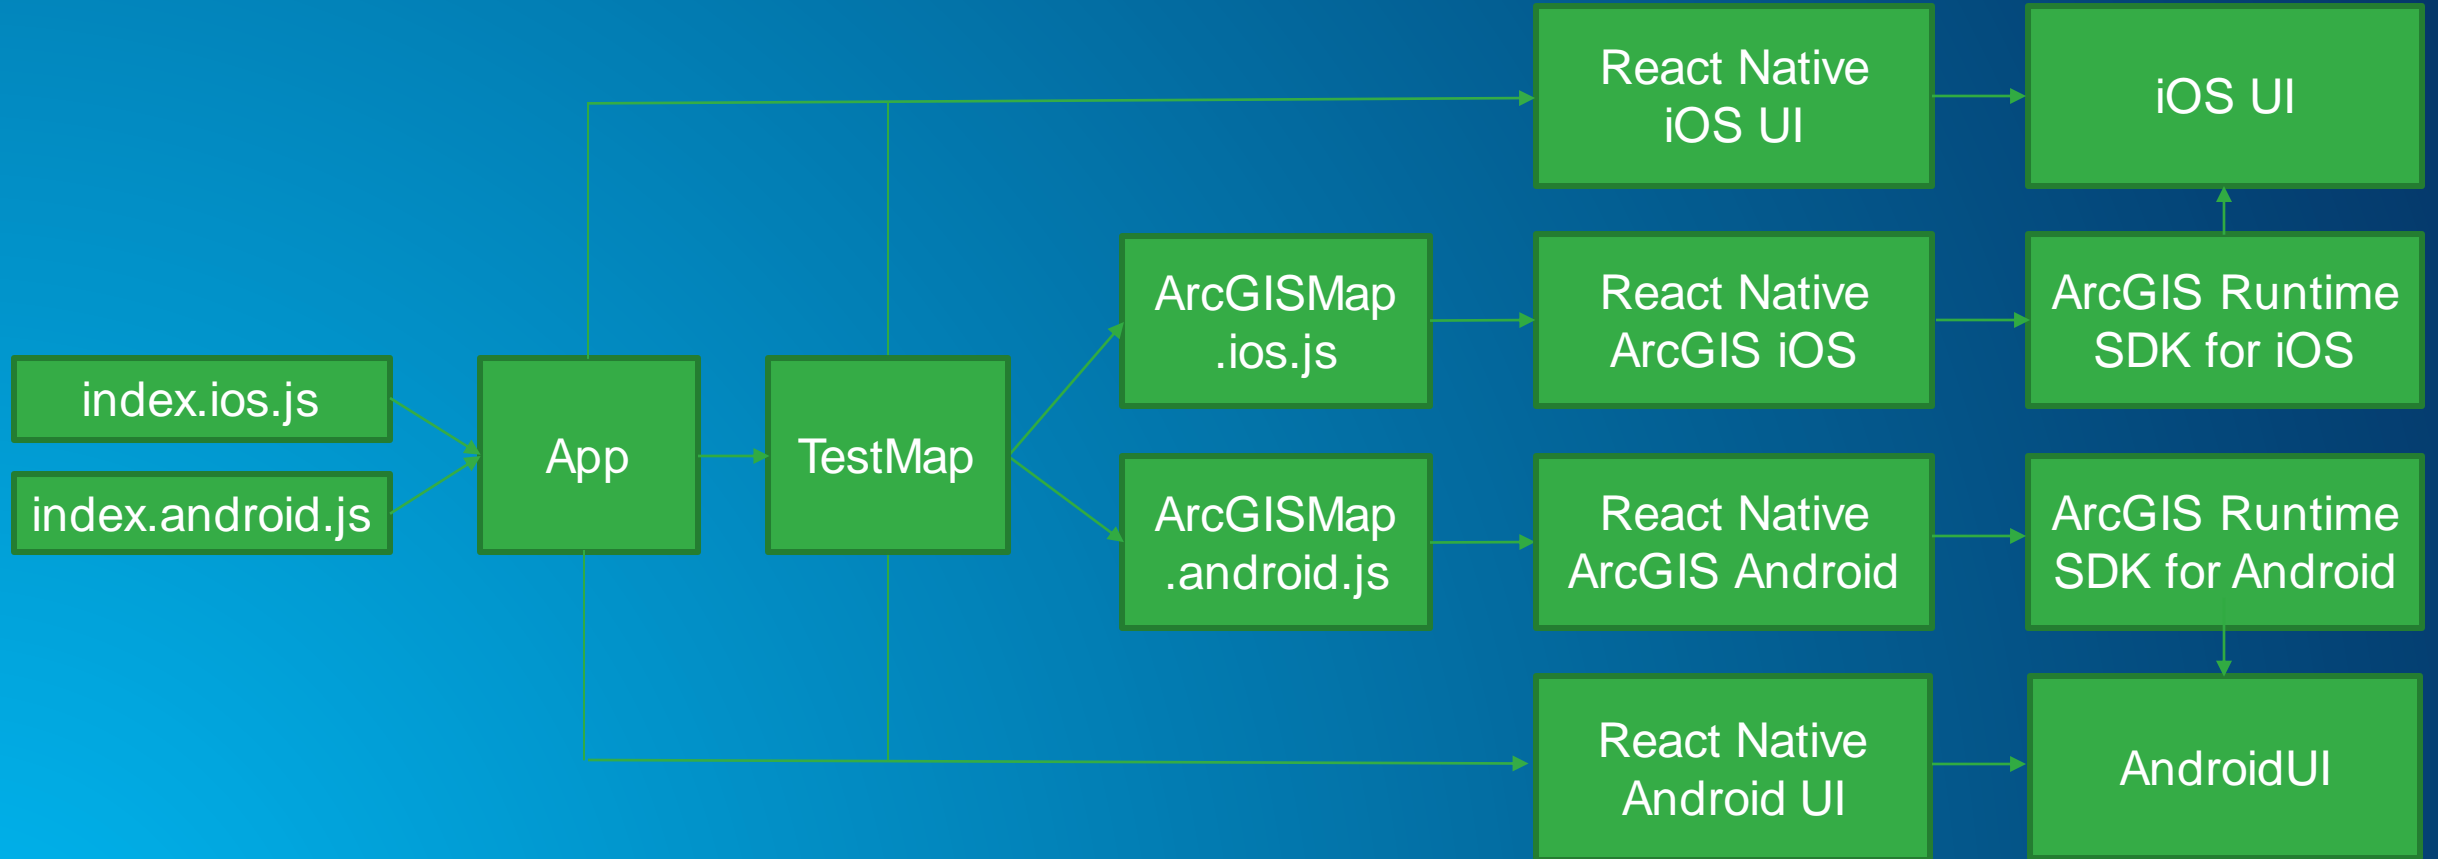 React Native
iOS UI
iOS UI
ArcGISMap
.ios.js
React Native
ArcGIS iOS
ArcGIS Runtime
SDK for iOS
index.ios.js
index.android.js
App
TestMap
ArcGISMap
.android.js
React Native
ArcGIS Android
ArcGIS Runtime
SDK for Android
React Native
Android UI
AndroidUI